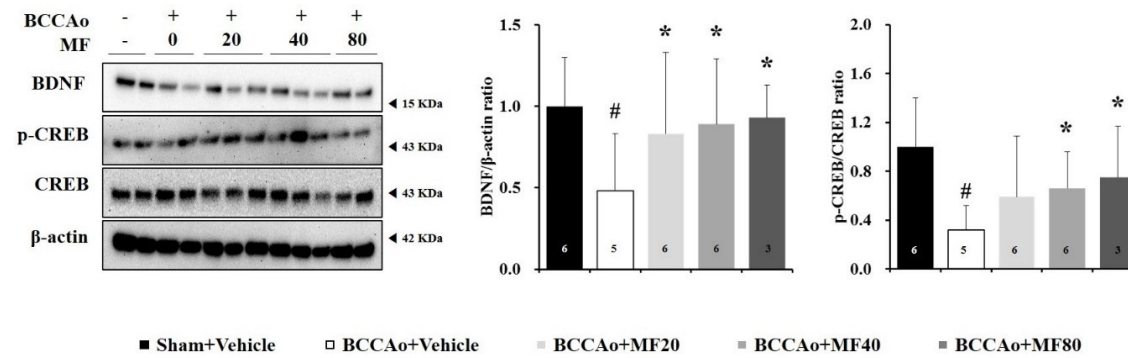 BCCAo - + + + +
MF - 0 20 40 80
BDNF
◄ 15 KDa
p-CREB
◄ 43 KDa
CREB
◄ 43 KDa
β-actin
◄ 42 KDa
BDNF/β-actin ratio
1.5
1.0
0.5
0.0
#
*
*
*
6 5 6 6 3
p-CREB/CREB ratio
2.0
1.6
1.2
0.8
0.4
0.0
#
*
*
6 5 6 6 3
Sham+Vehicle BCCAo+Vehicle BCCAo+MF20 BCCAo+MF40 BCCAo+MF80